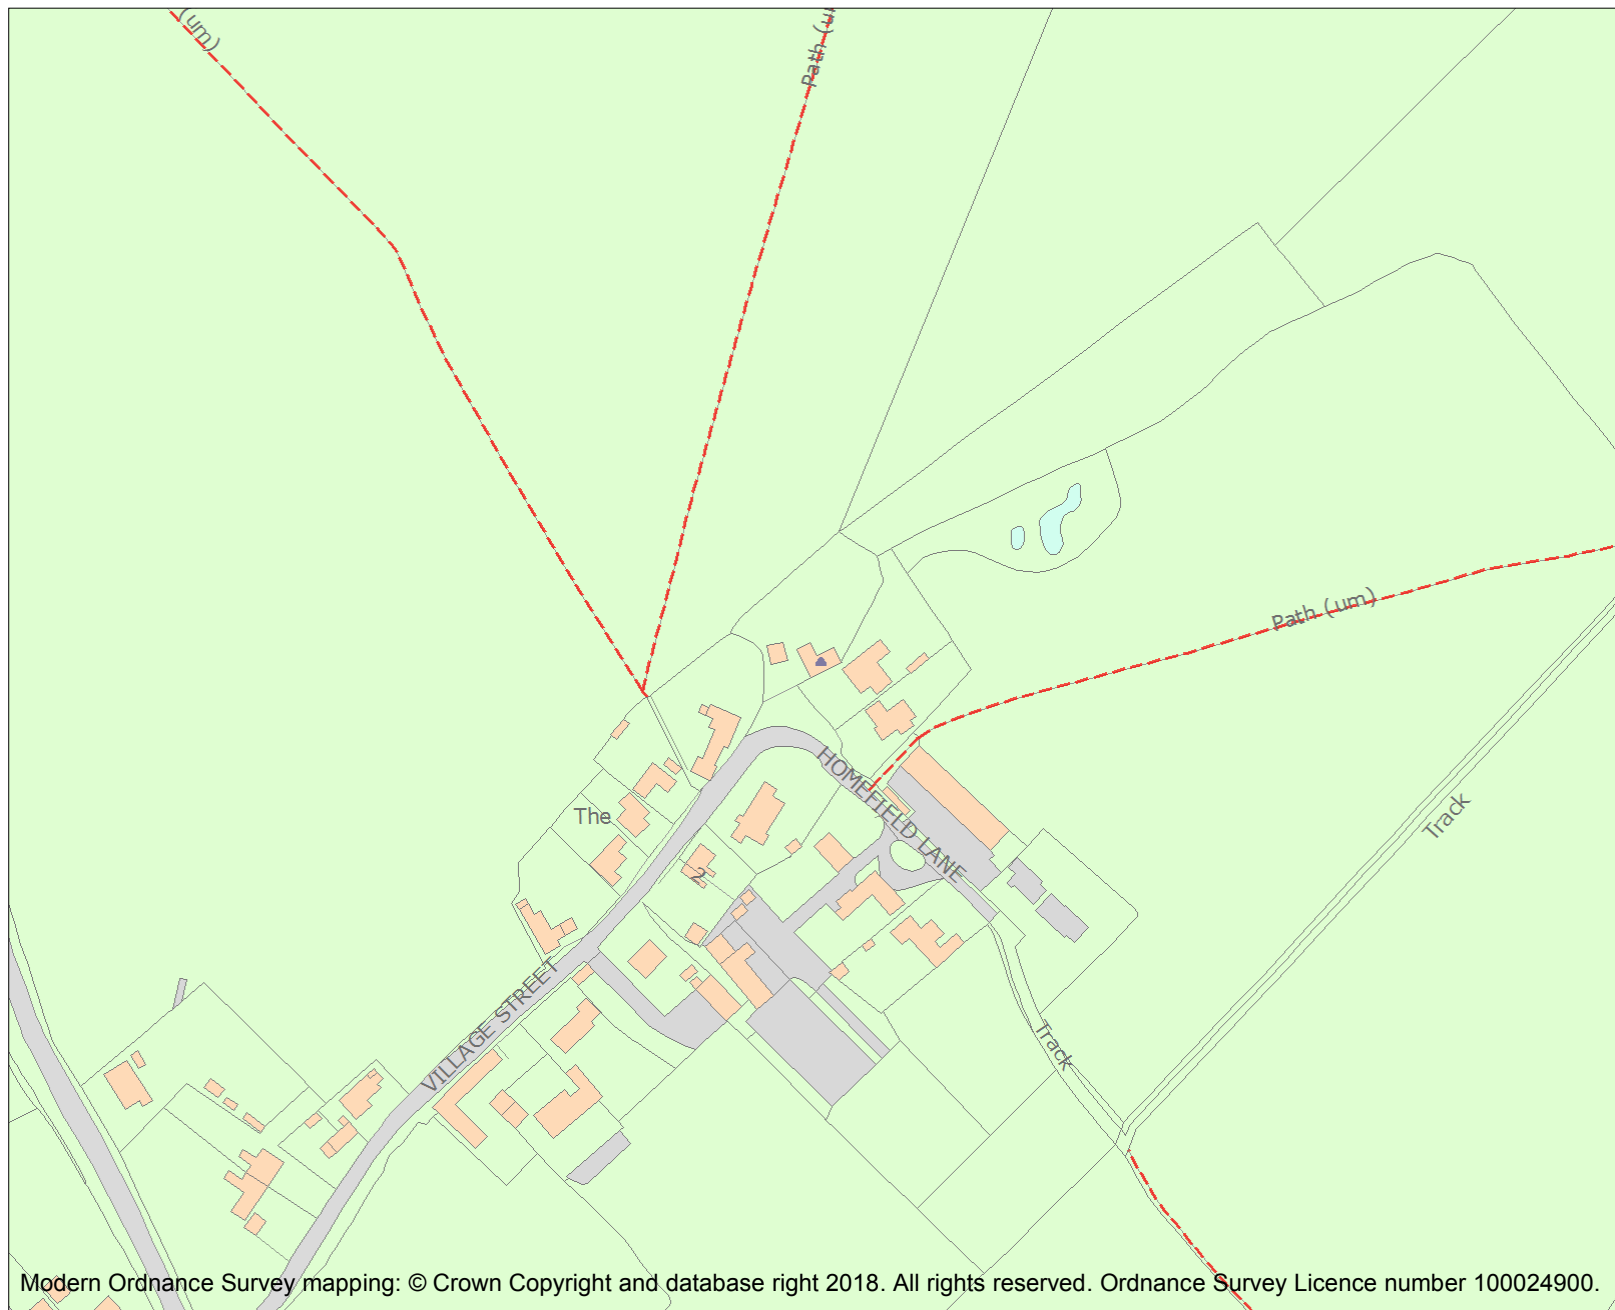 um)
Path (u
Path (um)
HOMEFIELD LANE
The
Track
2
VILLAGE STREET
Track
Modern Ordnance Survey mapping: © Crown Copyright and database right 2018. All rights reserved. Ordnance Survey Licence number 100024900.